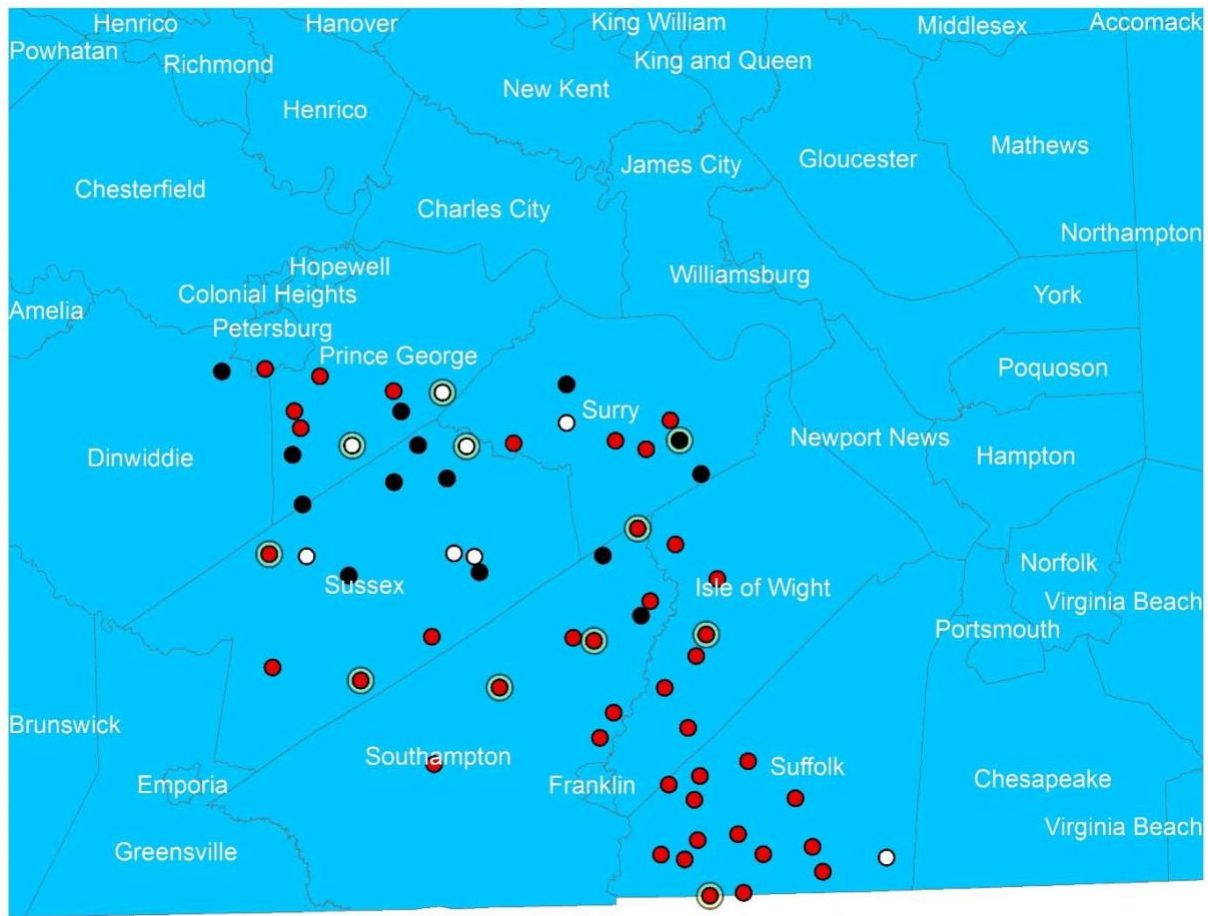 Henrico
Hanover
King William
Middlesex
Accomack
Powhatan
Richmond
King and Queen
New Kent
Henrico
Mathews
James City
Gloucester
Chesterfield
Charles City
Northampton
Hopewell
Williamsburg
Colonial Heights
York
Amelia
Petersburg
Prince George
Poquoson
Surry
Newport News
Dinwiddie
Hampton
Norfolk
Sussex
Isle of Wight
Virginia Beach
Portsmouth
Brunswick
Southampton
Suffolk
Emporia
Franklin
Chesapeake
Virginia Beach
Greensville